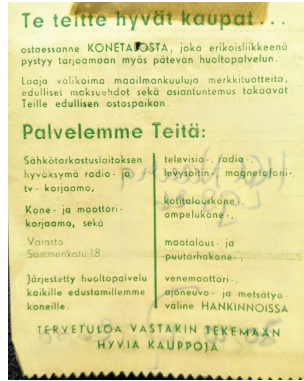 Te teitte hyvät kaupat...
ostaessanne KONETALOSTA, joka erikoisliikkeenä
pystyy tarjoamaan myös pätevän huoltopalvelun.
Laaja valikoima maailmankuuluja merkkituotteita,
edulliset maksuehdot sekä asiantuntemus takaavat
Teille edullisen ostospaikan.
Palvelemme Teitä:
Sähkötarkastuslaitoksen
hyväksymä radio- ja
tv-korjaamo,
Kone- ja moottori-
korjaamo, sekä
Varasto
Sammonkatu 18
Järjestetty huoltopalvelu
kaikille edustamillemme
koneille.
televisio-, radio-,
levysoitin-, magnetofoni-,
kotitalouskone-,
ompelukone-,
maatalous- ja
puutarhakone-,
venemoottori-,
ajoneuvo- ja metsätyö-
väline HANKINNOISSA
TERVETULOA VASTAKIN TEKEMÄÄN
HYVIÄ KAUPPOJA